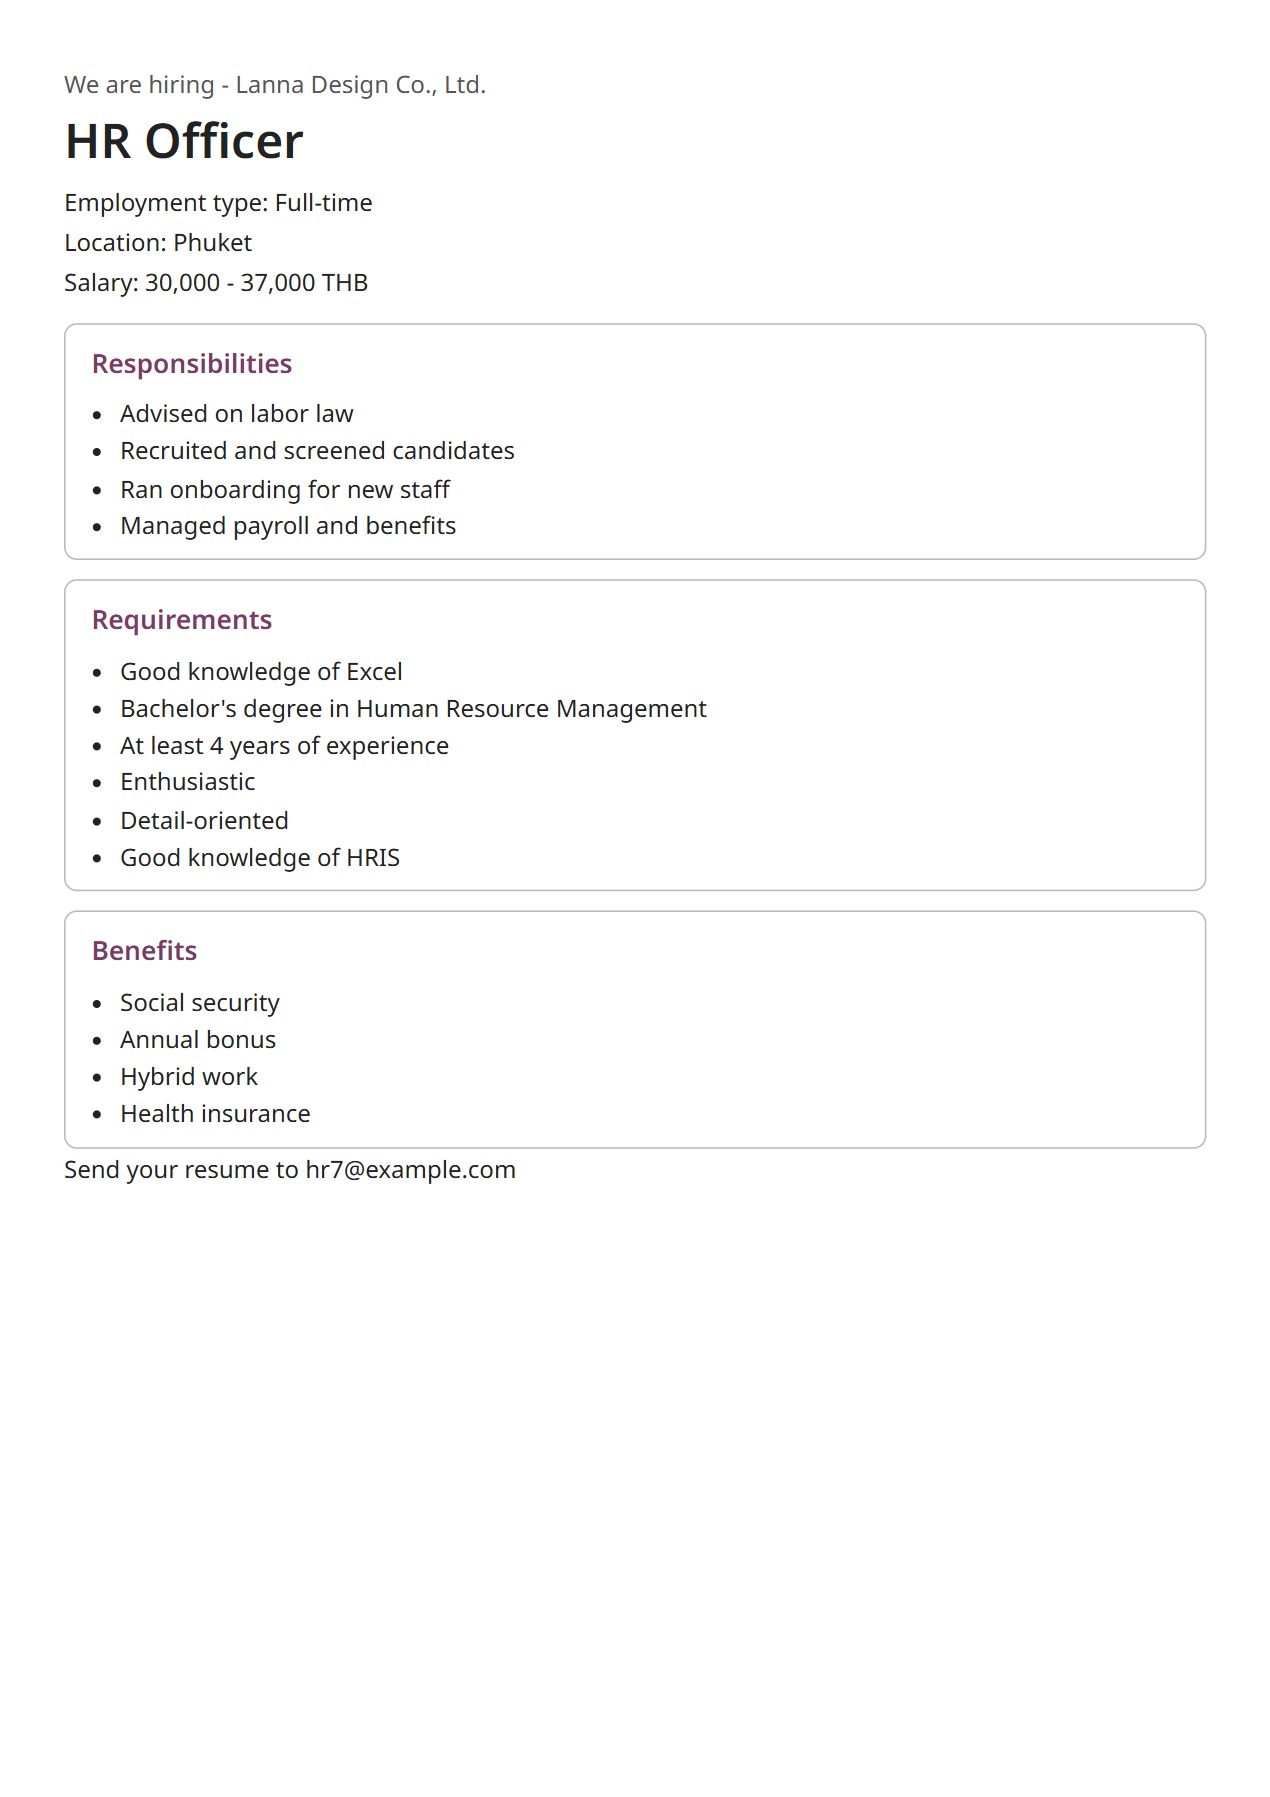 We are hiring - Lanna Design Co., Ltd.
HR Officer
Employment type: Full-time
Location: Phuket
Salary: 30,000 - 37,000 THB
Responsibilities
• Advised on labor law
• Recruited and screened candidates
• Ran onboarding for new staff
• Managed payroll and benefits
Requirements
• Good knowledge of Excel
• Bachelor's degree in Human Resource Management
• At least 4 years of experience
• Enthusiastic
• Detail-oriented
• Good knowledge of HRIS
Benefits
• Social security
• Annual bonus
• Hybrid work
• Health insurance
Send your resume to hr7@example.com